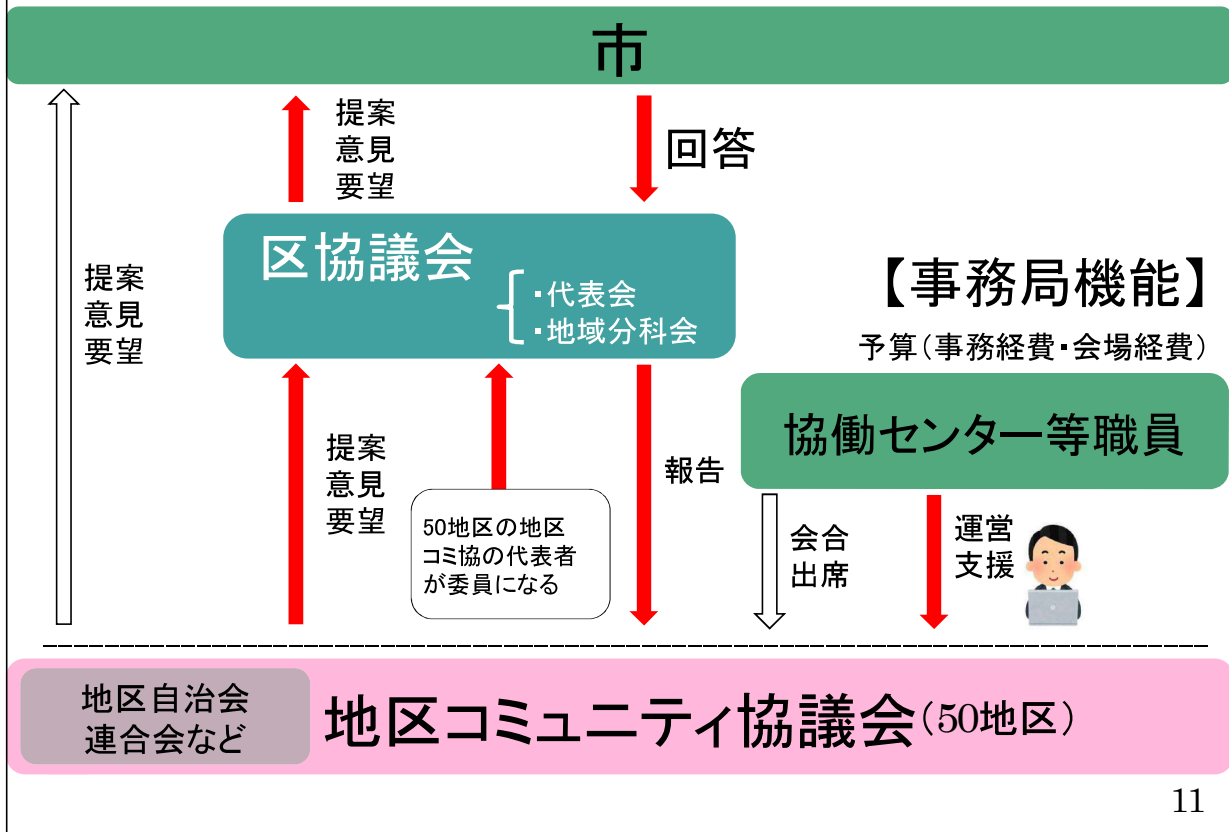 市
提案
意見
要望
回答
提案
意見
要望
区協議会
・代表会
・地域分科会
【事務局機能】
予算（事務経費・会場経費）
協働センター等職員
提案
意見
要望
50地区の地区
コミ協の代表者
が委員になる
報告
会合
出席
運営
支援
地区自治会
連合会など
地区コミュニティ協議会（50地区）
11